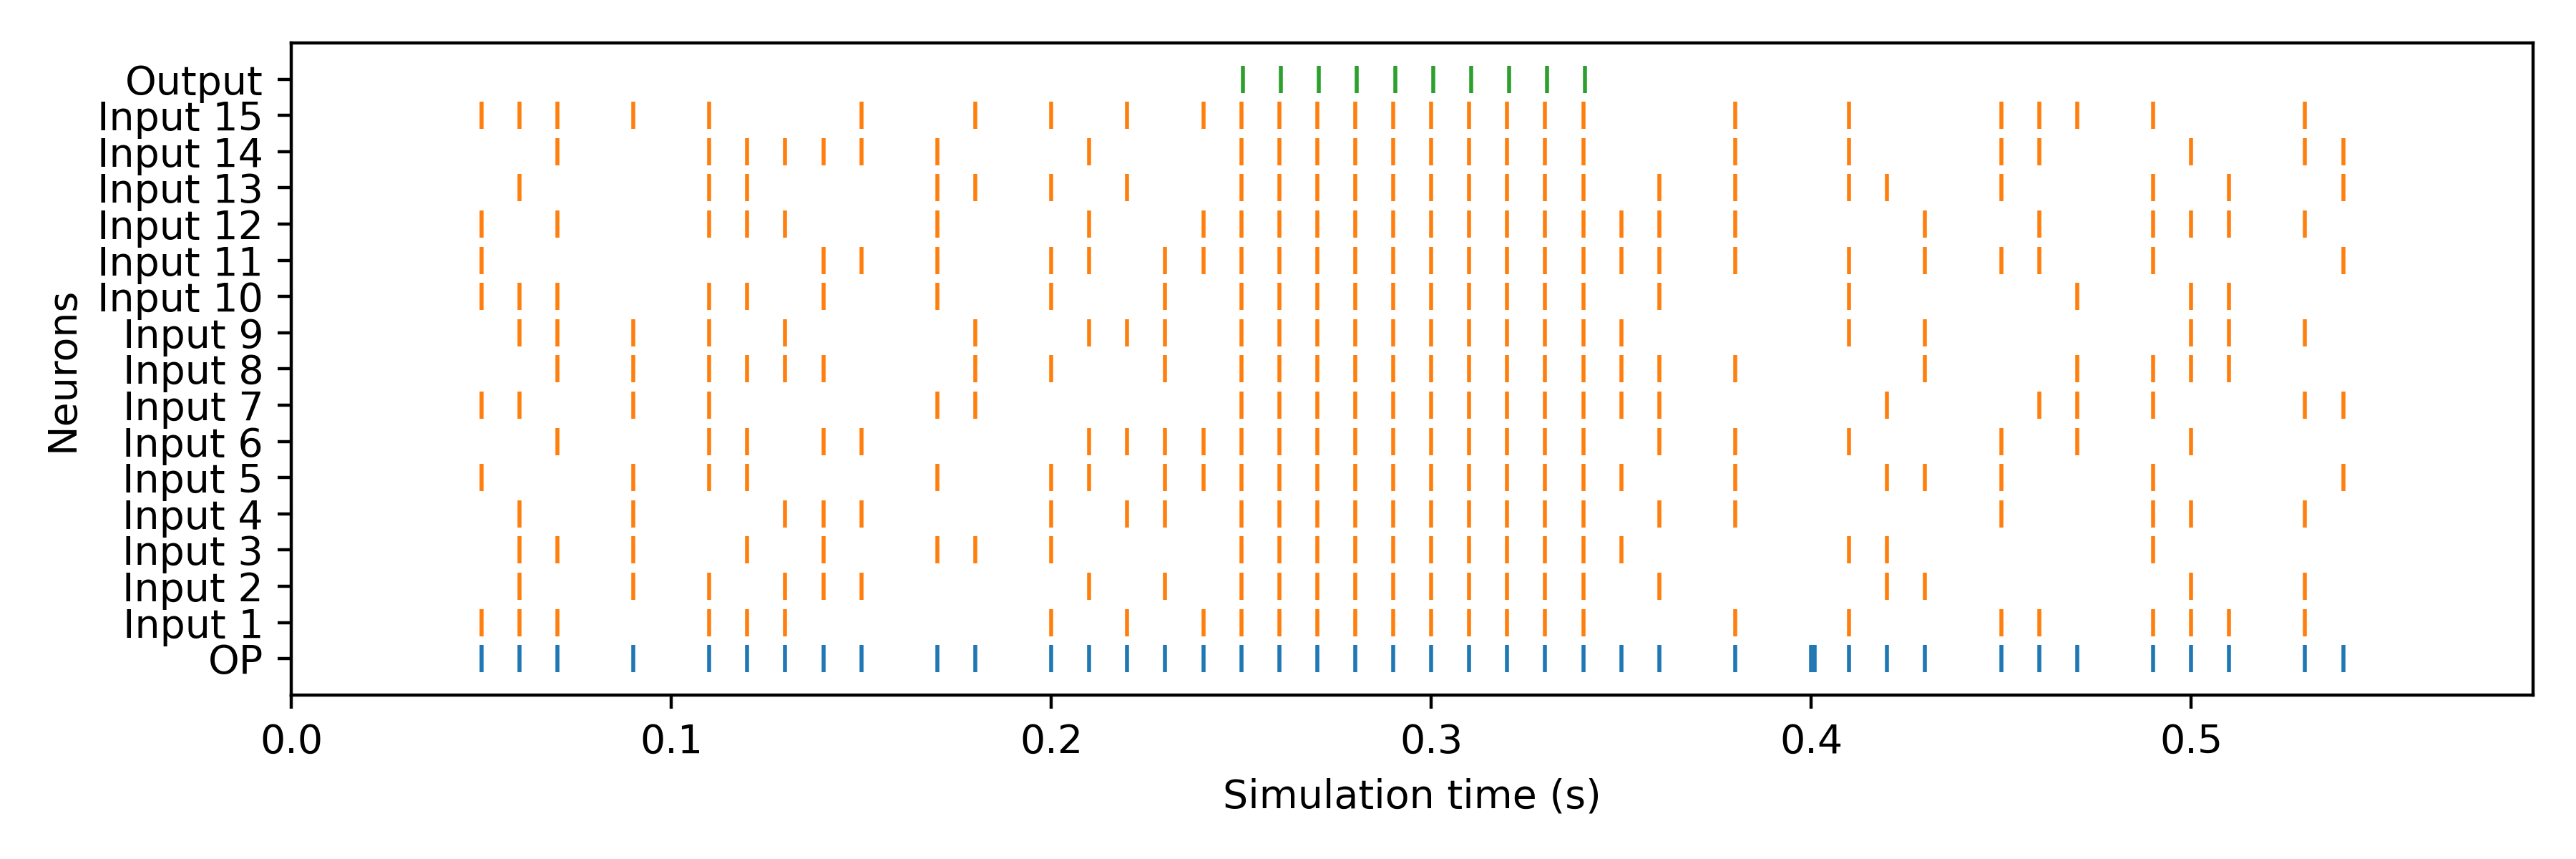 Output
Input 15
Input 14
Input 13
Input 12
Input 11
Input 10
Input 9
Input 8
Input 7
Input 6
Input 5
Input 4
Input 3
Input 2
Input 1
OP
Neurons
0.0 0.1 0.2 0.3 0.4 0.5
Simulation time (s)